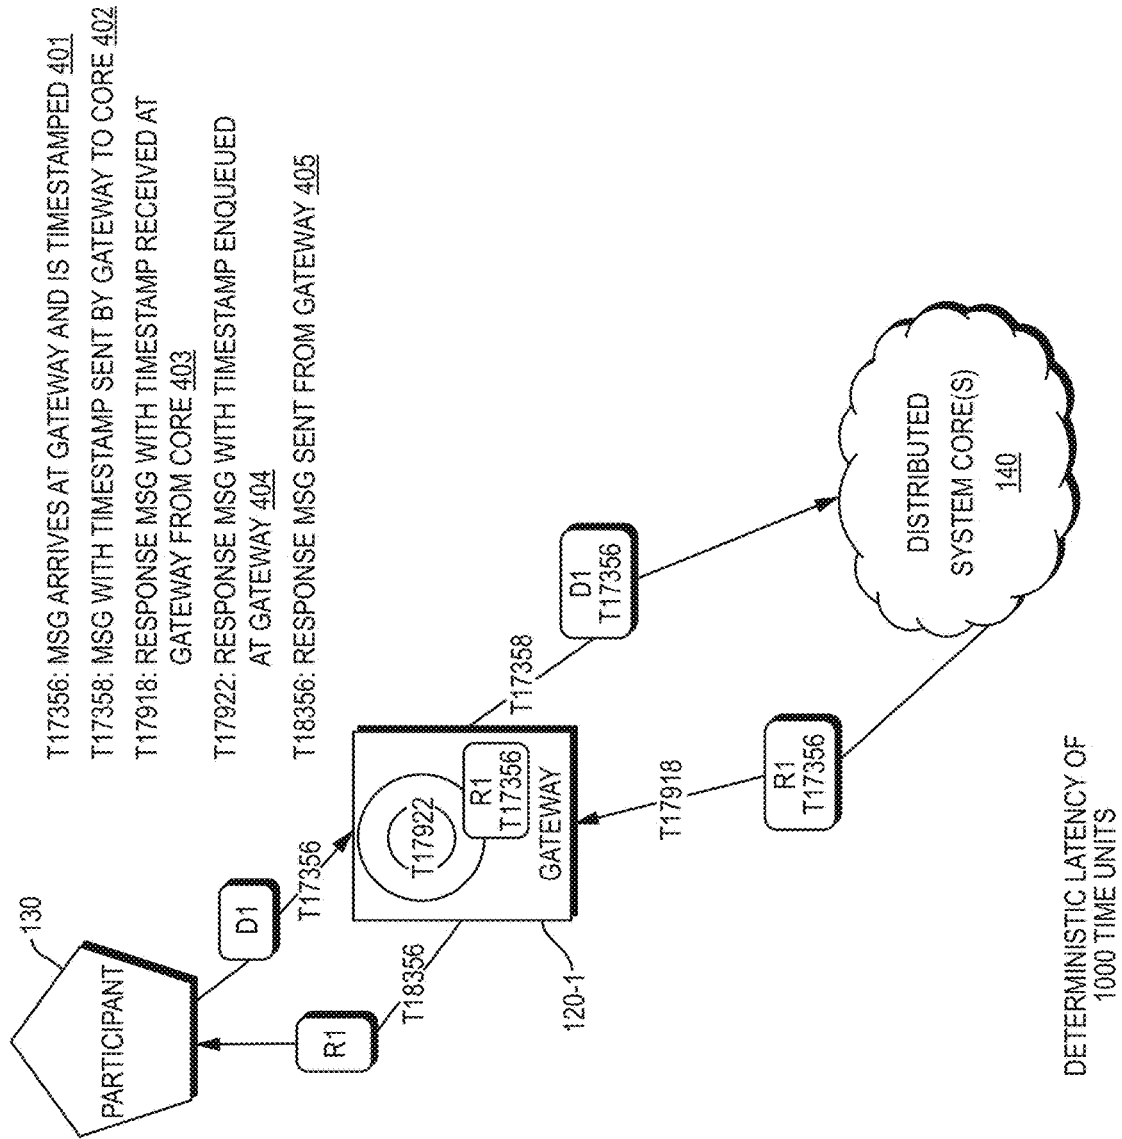 T17356: MSG ARRIVES AT GATEWAY AND IS TIMESTAMPED 401
T17358: MSG WITH TIMESTAMP SENT BY GATEWAY TO CORE 402
T17918: RESPONSE MSG WITH TIMESTAMP RECEIVED AT
GATEWAY FROM CORE 403
T17922: RESPONSE MSG WITH TIMESTAMP ENQUEUED
AT GATEWAY 404
T18356: RESPONSE MSG SENT FROM GATEWAY 405
130
PARTICIPANT
D1
T17356
R1
T18356
T17922
R1
T17356
GATEWAY
120-1
T17358
D1
T17356
T17918
R1
T17356
DISTRIBUTED
SYSTEM CORE(S)
140
DETERMINISTIC LATENCY OF
1000 TIME UNITS